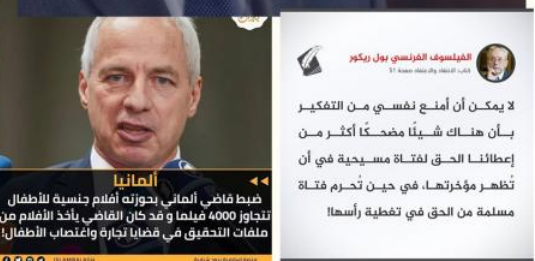 الفيلسوف الفرنسي بول ريكور
لا يمكن أن أمنع نفسي من التفكير
بأن هناك شيئًا مضحكًا أكثر من
إعطائنا الحق لفتاة مسيحية في أن
تُظهر مؤخرتها، في حين تُحرم فتاة
مسلمة من الحق في تغطية رأسها!
ألمانيا
ضبط قاضي ألماني بحوزته أفلام جنسية للأطفال
تتجاوز 4000 فيلما و قد كان القاضي يأخذ الأفلام من
ملفات التحقيق في قضايا تجارة واغتصاب الأطفال!